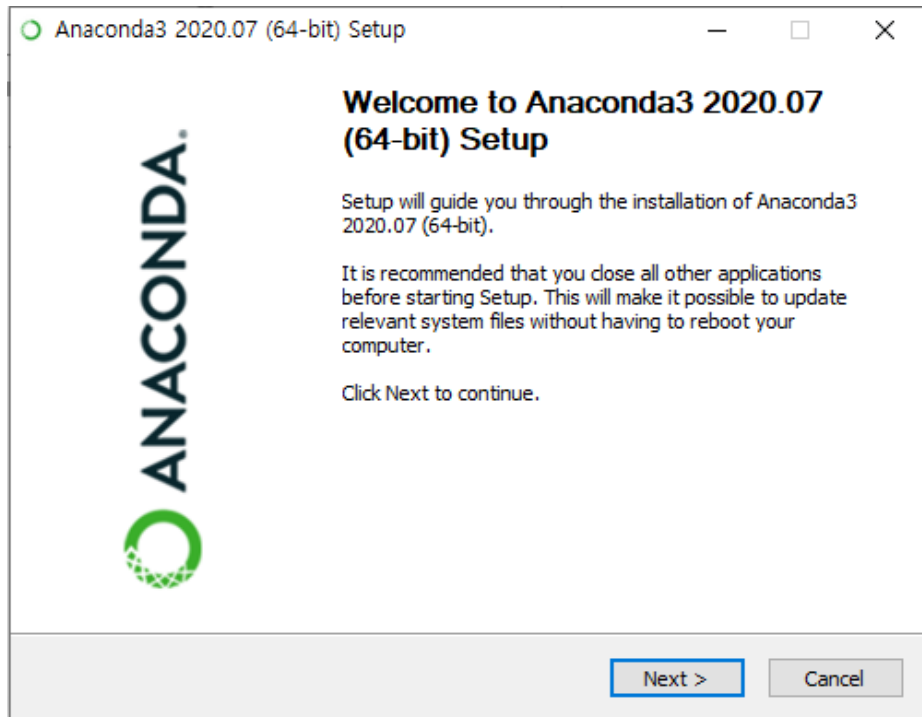 Anaconda3 2020.07 (64-bit) Setup
Welcome to Anaconda3 2020.07
(64-bit) Setup
ANACONDA.
Setup will guide you through the installation of Anaconda3
2020.07 (64-bit).
It is recommended that you close all other applications
before starting Setup. This will make it possible to update
relevant system files without having to reboot your
computer.
Click Next to continue.
Next >
Cancel